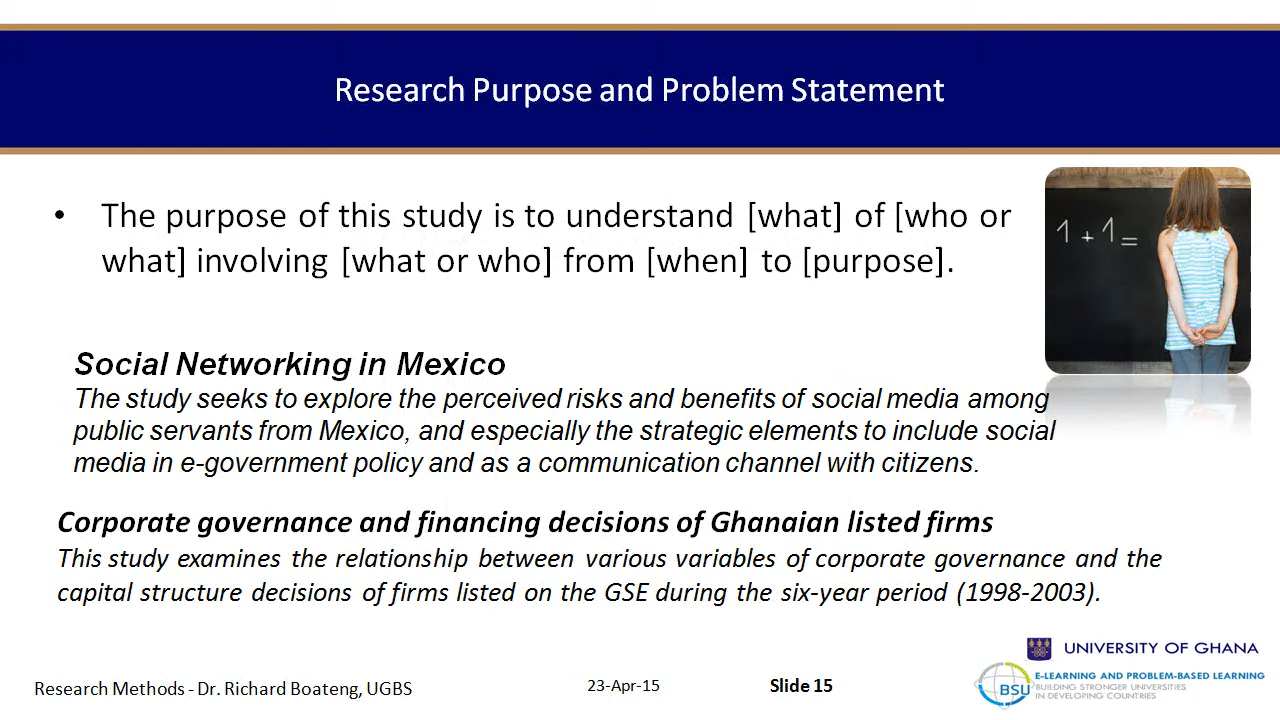 Research Purpose and Problem Statement
• The purpose of this study is to understand [what] of [who or
what] involving [what or who] from [when] to [purpose].
1 + 1 =
Social Networking in Mexico
The study seeks to explore the perceived risks and benefits of social media among
public servants from Mexico, and especially the strategic elements to include social
media in e-government policy and as a communication channel with citizens.
Corporate governance and financing decisions of Ghanaian listed firms
This study examines the relationship between various variables of corporate governance and the
capital structure decisions of firms listed on the GSE during the six-year period (1998-2003).
UNIVERSITY OF GHANA
BSU
E-LEARNING AND PROBLEM-BASED LEARNING
BUILDING STRONGER UNIVERSITIES
IN DEVELOPING COUNTRIES
Research Methods - Dr. Richard Boateng, UGBS
23-Apr-15
Slide 15